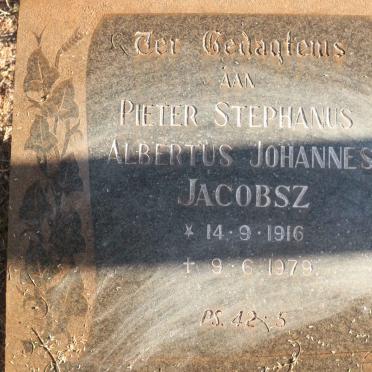 Ter Gedagtenis
AAN
PIETER STEPHANUS
ALBERTUS JOHANNES
JACOBSZ
* 14·9·1916
† 9·6·1979.
PS. 42:5